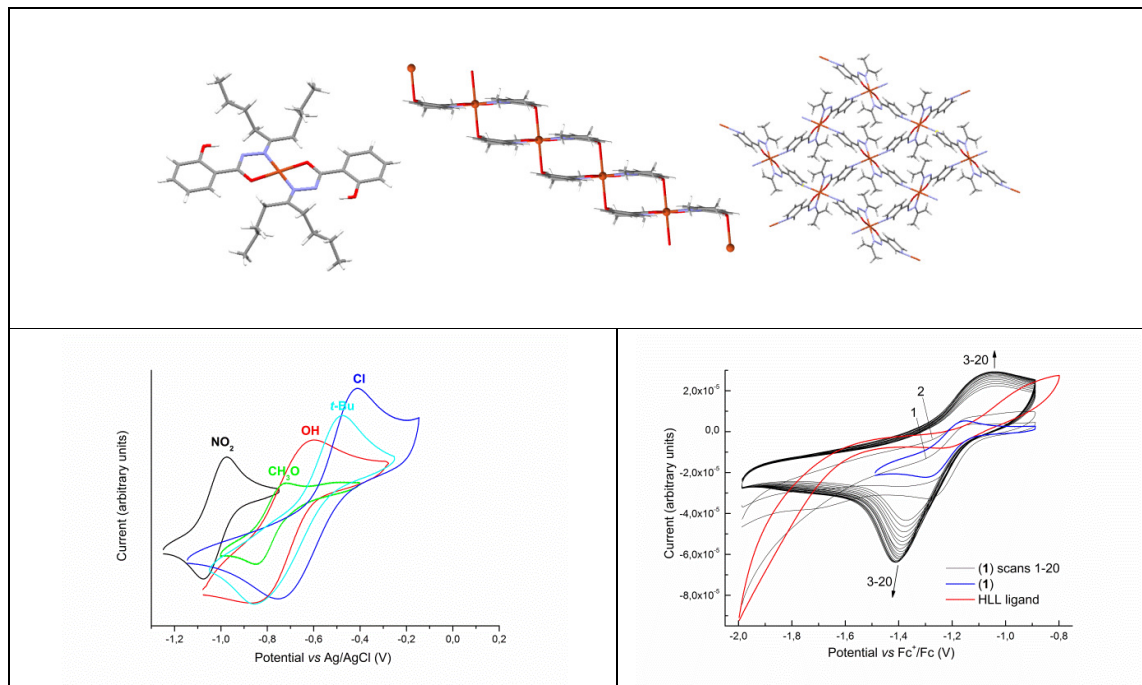 Cl
t-Bu
OH
NO₂
CH₃O
Current (arbitrary units)
-1,2 -1,0 -0,8 -0,6 -0,4 -0,2 0,0 0,2
Potential vs Ag/AgCl (V)
3-20
2
1
2,0x10⁻⁵
0,0
-2,0x10⁻⁵
-4,0x10⁻⁵
-6,0x10⁻⁵
-8,0x10⁻⁵
Current (arbitrary units)
3-20
(1) scans 1-20
(1)
HLL ligand
-2,0 -1,8 -1,6 -1,4 -1,2 -1,0 -0,8
Potential vs Fc⁺/Fc (V)